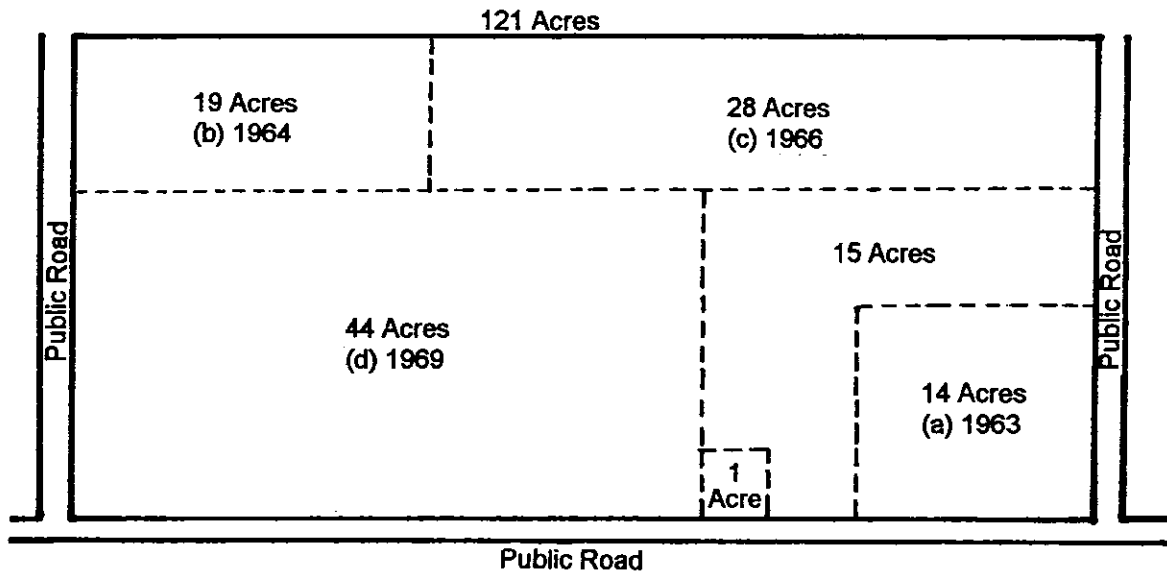 121 Acres
19 Acres
(b) 1964
28 Acres
(c) 1966
Public Road
15 Acres
Public Road
44 Acres
(d) 1969
14 Acres
(a) 1963
1
Acre
Public Road